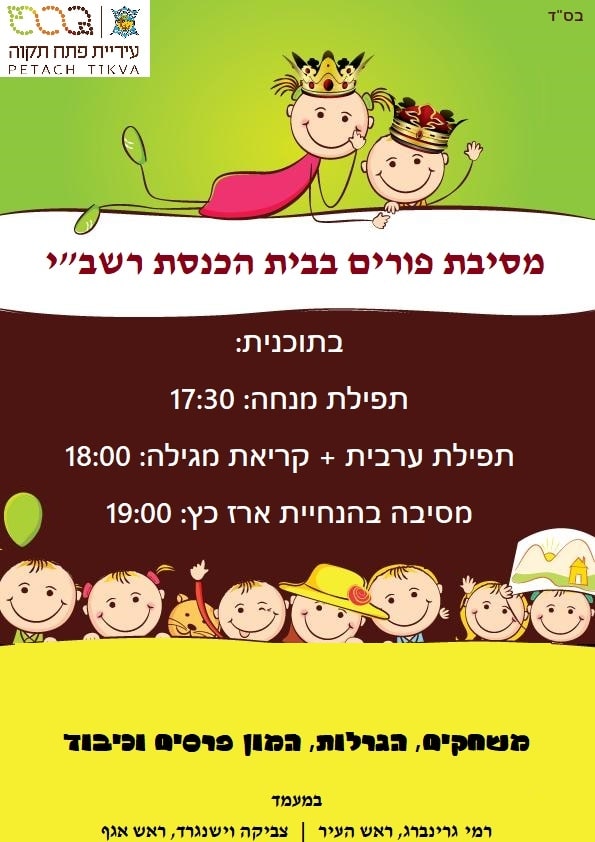 בס"ד
עיריית פתח תקוה
PETACH TIKVA
מסיבת פורים בבית הכנסת רשב״י
בתוכנית:
תפילת מנחה: 17:30
תפילת ערבית + קריאת מגילה: 18:00
מסיבה בהנחיית ארז כץ: 19:00
משחקים, הגרלות, המון פרסים וכיבוד
במעמד
רמי גרינברג, ראש העיר | צביקה וישנגרד, ראש אגף